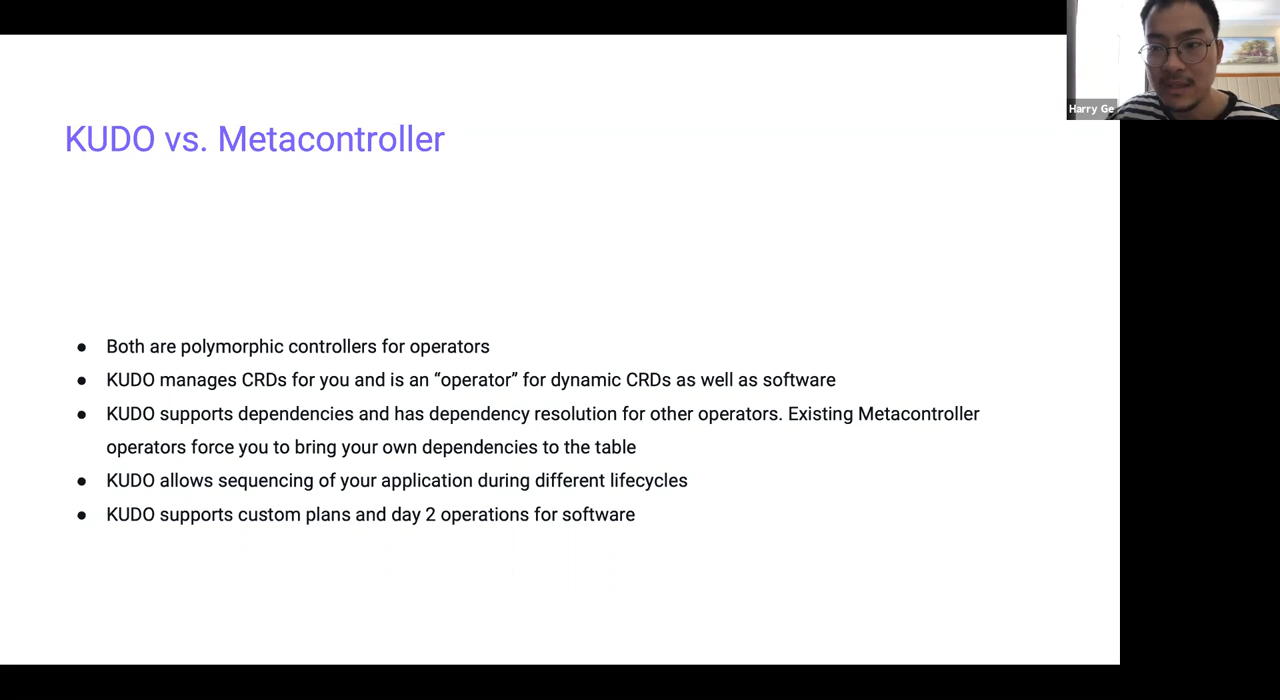 Harry Ge
KUDO vs. Metacontroller
● Both are polymorphic controllers for operators
● KUDO manages CRDs for you and is an “operator” for dynamic CRDs as well as software
● KUDO supports dependencies and has dependency resolution for other operators. Existing Metacontroller
operators force you to bring your own dependencies to the table
● KUDO allows sequencing of your application during different lifecycles
● KUDO supports custom plans and day 2 operations for software